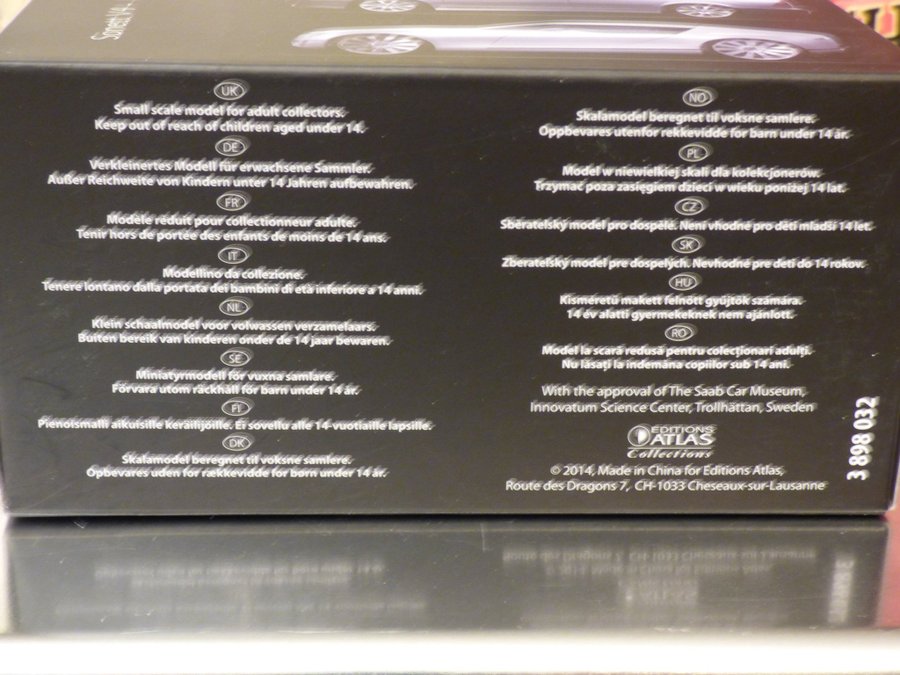 Sonett V4
UK
Small scale model for adult collectors.
Keep out of reach of children aged under 14.
DE
Verkleinertes Modell für erwachsene Sammler.
Außer Reichweite von Kindern unter 14 Jahren aufbewahren.
FR
Modèle réduit pour collectionneur adulte.
Tenir hors de portée des enfants de moins de 14 ans.
IT
Modellino da collezione.
Tenere lontano dalla portata dei bambini di età inferiore a 14 anni.
NL
Klein schaalmodel voor volwassen verzamelaars.
Buiten bereik van kinderen onder de 14 jaar bewaren.
SE
Miniatyrmodell för vuxna samlare.
Förvara utom räckhåll för barn under 14 år.
FI
Pienoismalli aikuisille keräilijöille. Ei sovellu alle 14-vuotiaille lapsille.
DK
Skalamodel beregnet til voksne samlere.
Opbevares uden for rækkevidde for børn under 14 år.
NO
Skalamodel beregnet til voksne samlere.
Oppbevares utenfor rekkevidde for barn under 14 år.
PL
Model w niewielkiej skali dla kolekcjonerów.
Trzymać poza zasięgiem dzieci w wieku poniżej 14 lat.
CZ
Sběratelský model pro dospělé. Není vhodné pro děti mladší 14 let.
SK
Zberateľský model pre dospelých. Nevhodné pre deti do 14 rokov.
HU
Kisméretű makett felnőtt gyűjtők számára.
14 év alatti gyermekeknek nem ajánlott.
RO
Model la scară redusă pentru colecționari adulți.
Nu lăsați la îndemâna copiilor sub 14 ani.
With the approval of The Saab Car Museum,
Innovatum Science Center, Trollhättan, Sweden
EDITIONS
ATLAS
Collections
© 2014, Made in China for Editions Atlas,
Route des Dragons 7, CH-1033 Cheseaux-sur-Lausanne
3 898 032